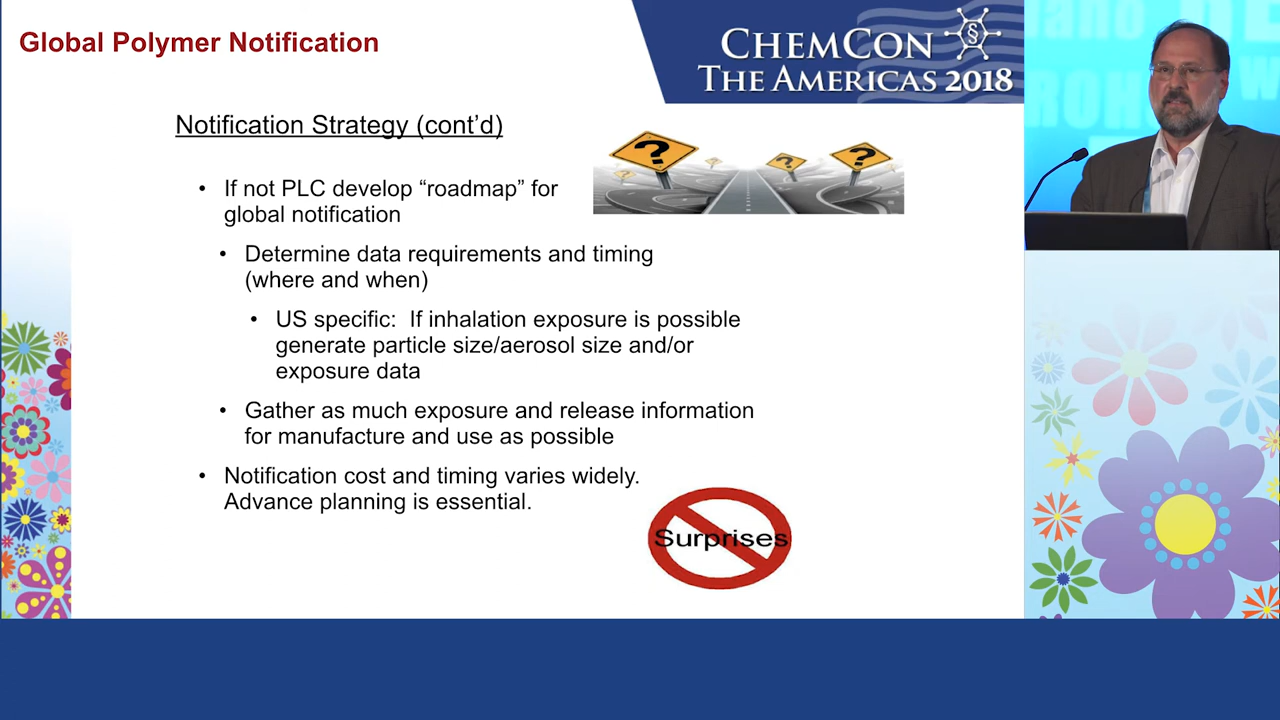 Global Polymer Notification
CHEMCON
THE AMERICAS 2018
§
Notification Strategy (cont’d)
• If not PLC develop “roadmap” for
global notification
• Determine data requirements and timing
(where and when)
• US specific: If inhalation exposure is possible
generate particle size/aerosol size and/or
exposure data
• Gather as much exposure and release information
for manufacture and use as possible
• Notification cost and timing varies widely.
Advance planning is essential.
?
?
?
Surprises